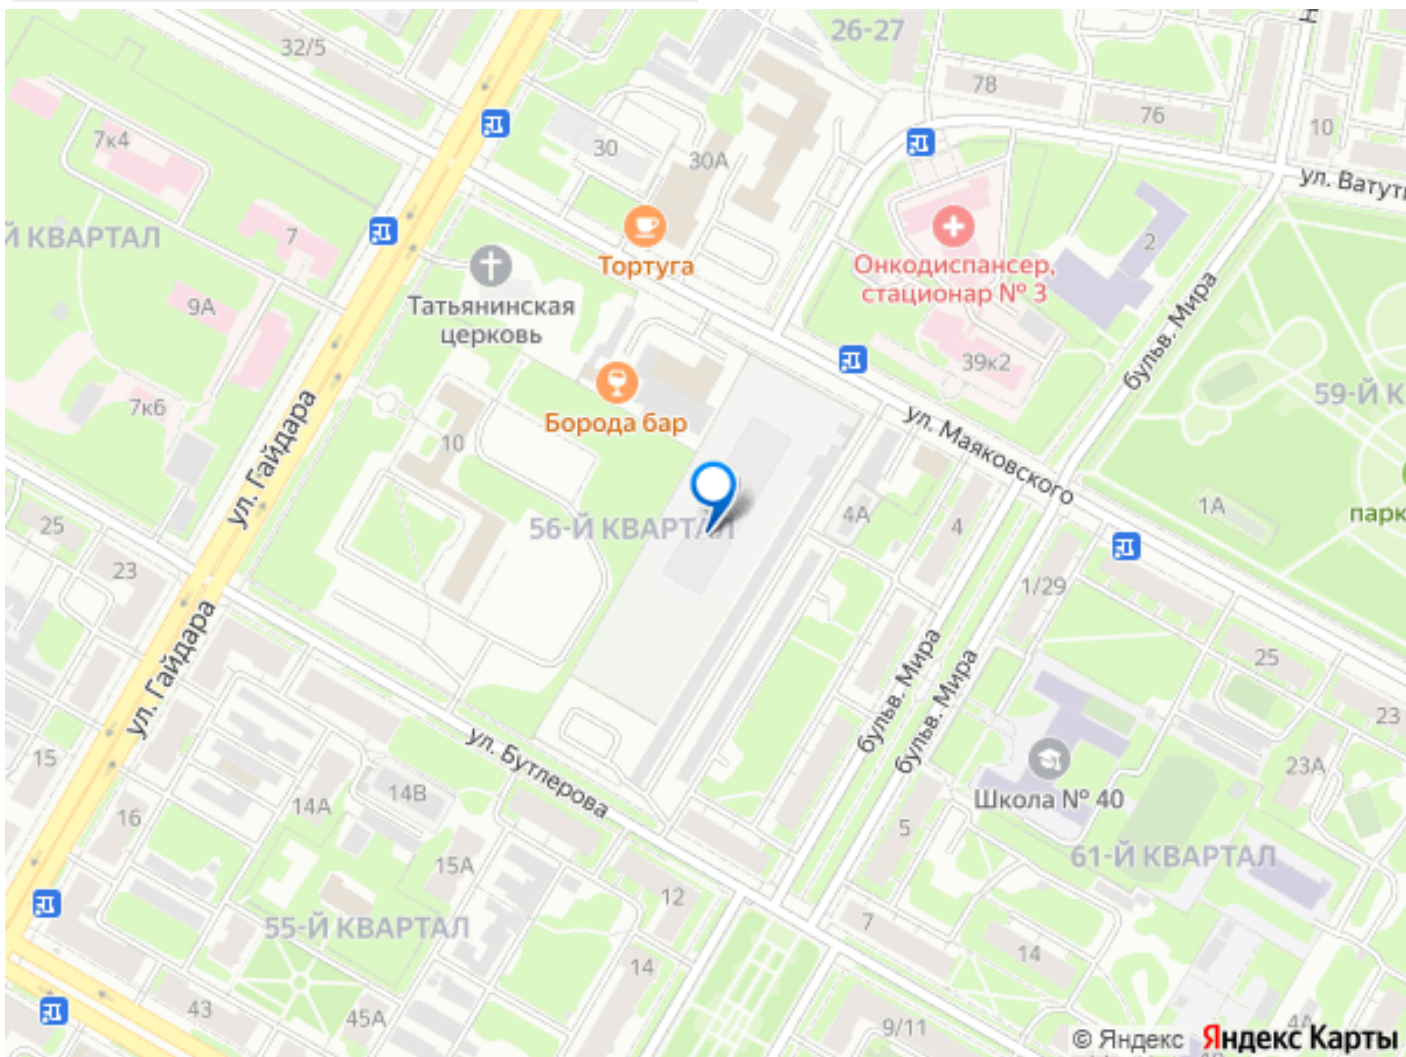 26-27
32/5
78
76
10
7к4
30
30А
ул. Ватути
Й КВАРТАЛ
7
2
Тортуга
Онкодиспансер,
стационар № 3
Татьянинская
церковь
9А
бульв. Мира
39к2
59-Й К
7к6
Борода бар
ул. Маяковского
ул. Гайдара
10
1А
парк
25
56-Й КВАРТАЛ
4А
4
23
1/29
ул. Гайдара
бульв. Мира
бульв. Мира
25
23
ул. Бутлерова
15
14А
14В
23А
Школа № 40
16
5
61-Й КВАРТАЛ
15А
12
55-Й КВАРТАЛ
7
14
14
43
45А
9/11
4А
© Яндекс Яндекс Карты